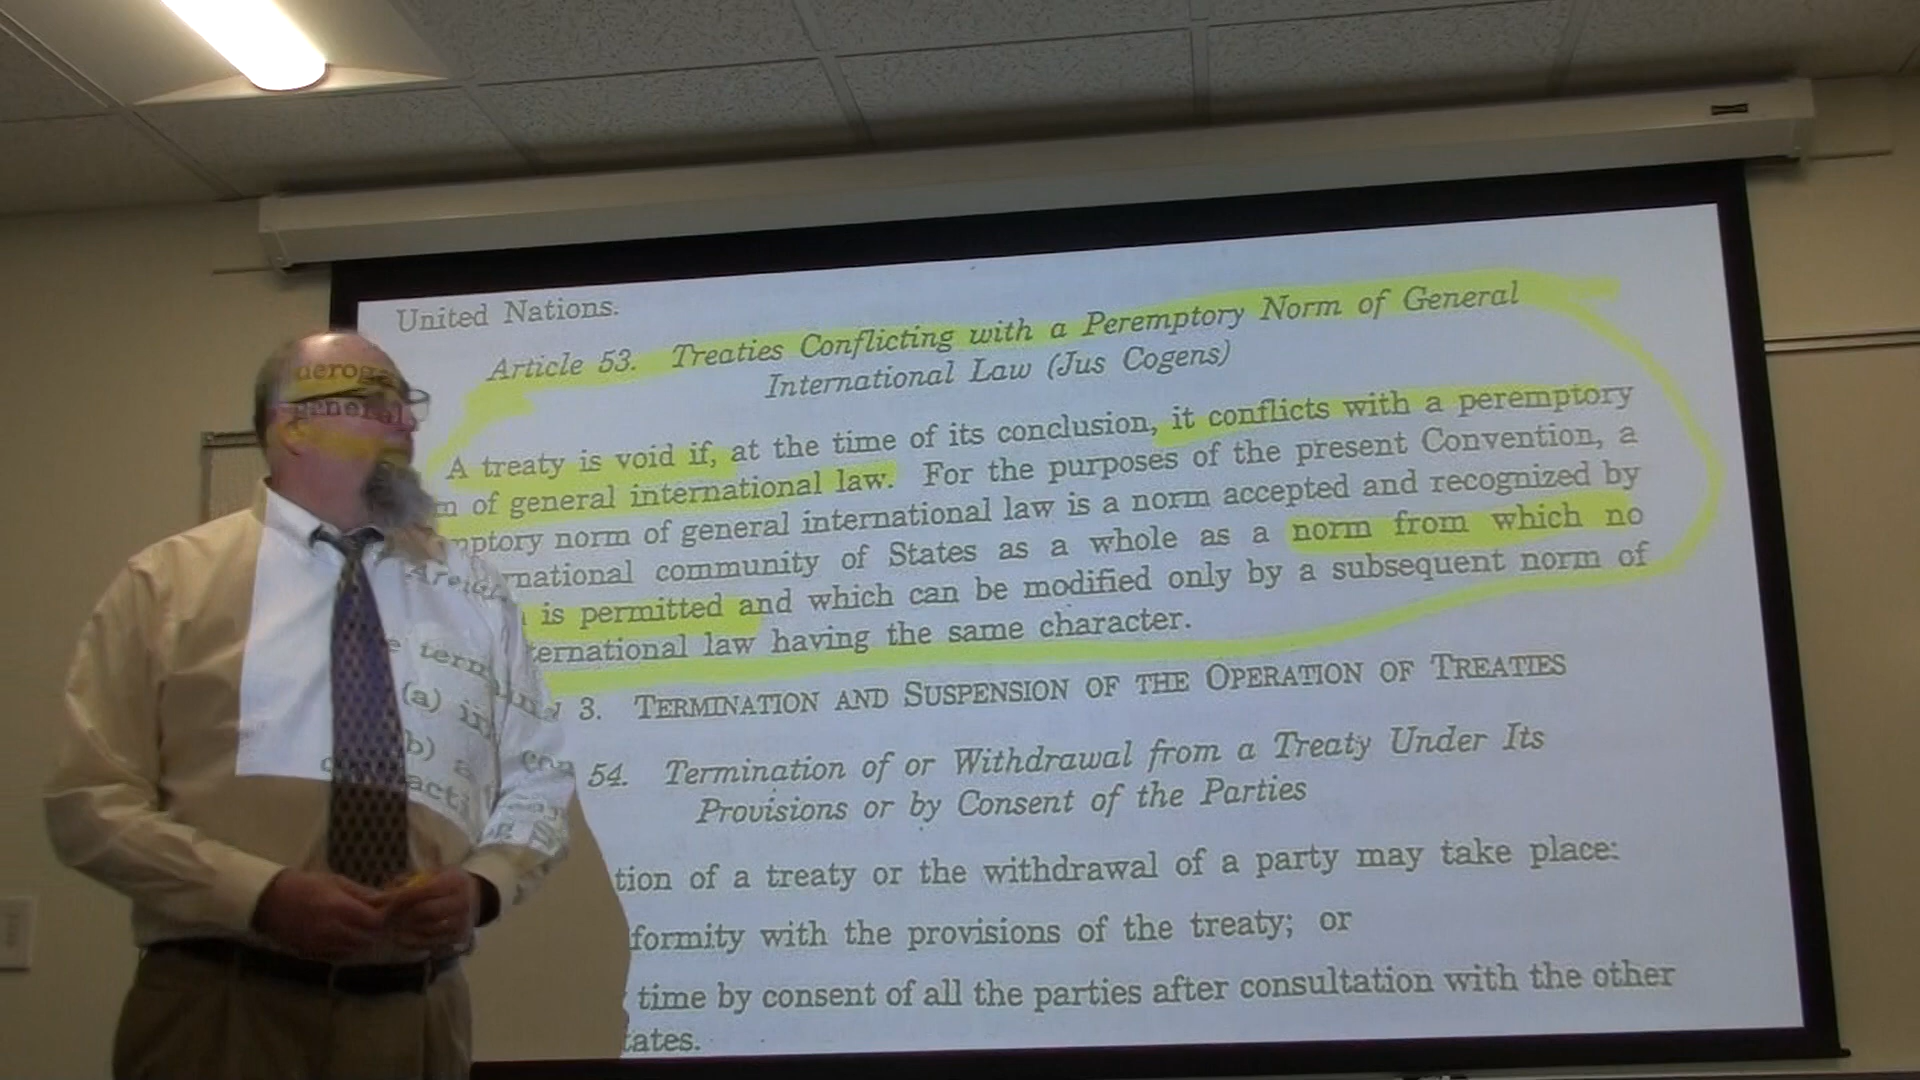 United Nations.
Article 53. Treaties Conflicting with a Peremptory Norm of General
International Law (Jus Cogens)
A treaty is void if, at the time of its conclusion, it conflicts with a peremptory
general international law. For the purposes of the present Convention, a
norm of general international law is a norm accepted and recognized by
community of States as a whole as a norm from which no
is permitted and which can be modified only by a subsequent norm of
law having the same character.
3. TERMINATION AND SUSPENSION OF THE OPERATION OF TREATIES
54. Termination of or Withdrawal from a Treaty Under Its
Provisions or by Consent of the Parties
tion of a treaty or the withdrawal of a party may take place:
(a) in formity with the provisions of the treaty; or
b) a time by consent of all the parties after consultation with the other
tates.